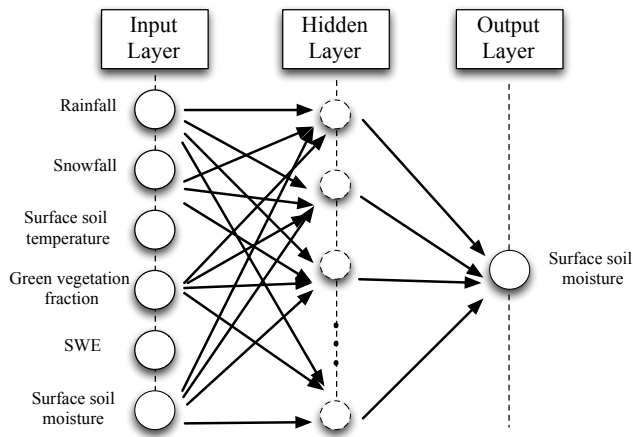 Input
Layer
Hidden
Layer
Output
Layer
Rainfall
Snowfall
Surface soil
temperature
Green vegetation
fraction
SWE
Surface soil
moisture
Surface soil
moisture